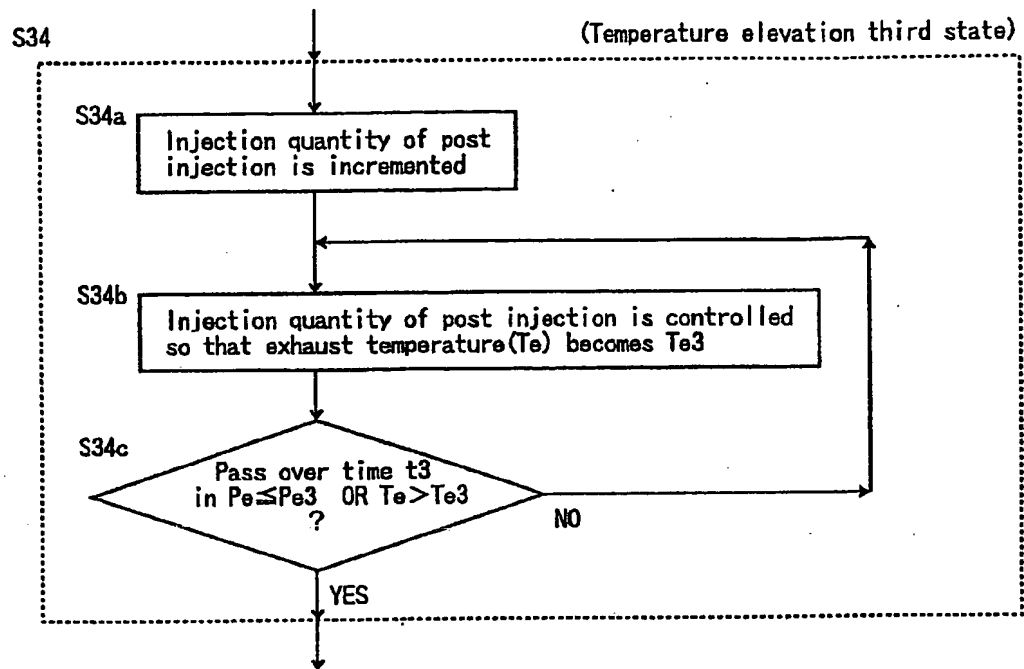 S34
(Temperature elevation third state)
S34a
Injection quantity of post
injection is incremented
S34b
Injection quantity of post injection is controlled
so that exhaust temperature(Te) becomes Te3
S34c
Pass over time t3
in Pe≦Pe3 OR Te>Te3
?
NO
YES